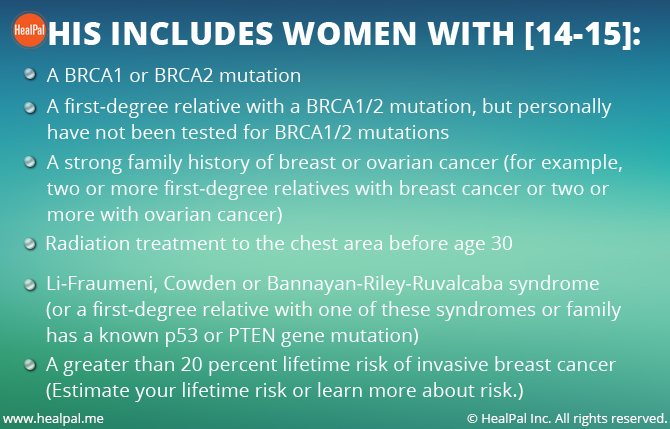 HealPal
HIS INCLUDES WOMEN WITH [14-15]:
A BRCA1 or BRCA2 mutation
A first-degree relative with a BRCA1/2 mutation, but personally
have not been tested for BRCA1/2 mutations
A strong family history of breast or ovarian cancer (for example,
two or more first-degree relatives with breast cancer or two or
more with ovarian cancer)
Radiation treatment to the chest area before age 30
Li-Fraumeni, Cowden or Bannayan-Riley-Ruvalcaba syndrome
(or a first-degree relative with one of these syndromes or family
has a known p53 or PTEN gene mutation)
A greater than 20 percent lifetime risk of invasive breast cancer
(Estimate your lifetime risk or learn more about risk.)
www.healpal.me © HealPal Inc. All rights reserved.